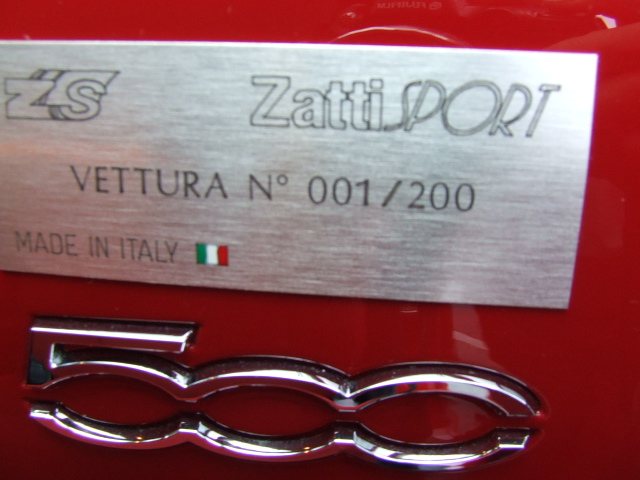 ZS ZattiSPORT
VETTURA N° 001/200
MADE IN ITALY
500